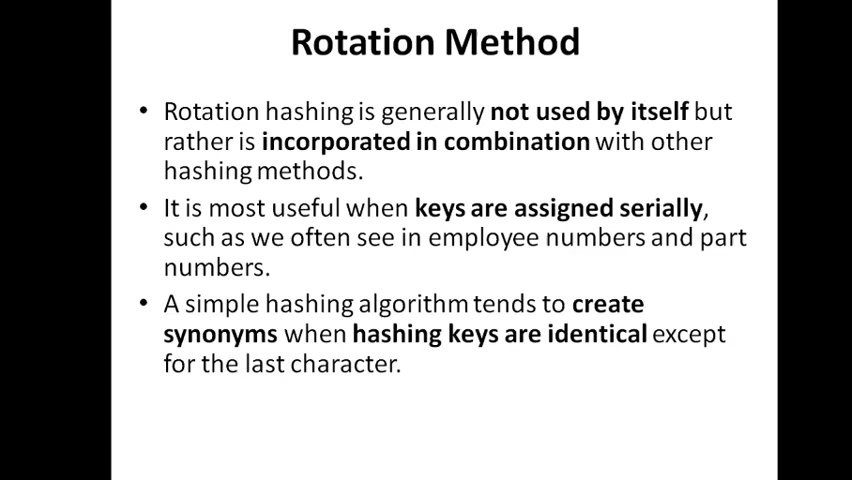 Rotation Method
• Rotation hashing is generally not used by itself but
rather is incorporated in combination with other
hashing methods.
• It is most useful when keys are assigned serially,
such as we often see in employee numbers and part
numbers.
• A simple hashing algorithm tends to create
synonyms when hashing keys are identical except
for the last character.